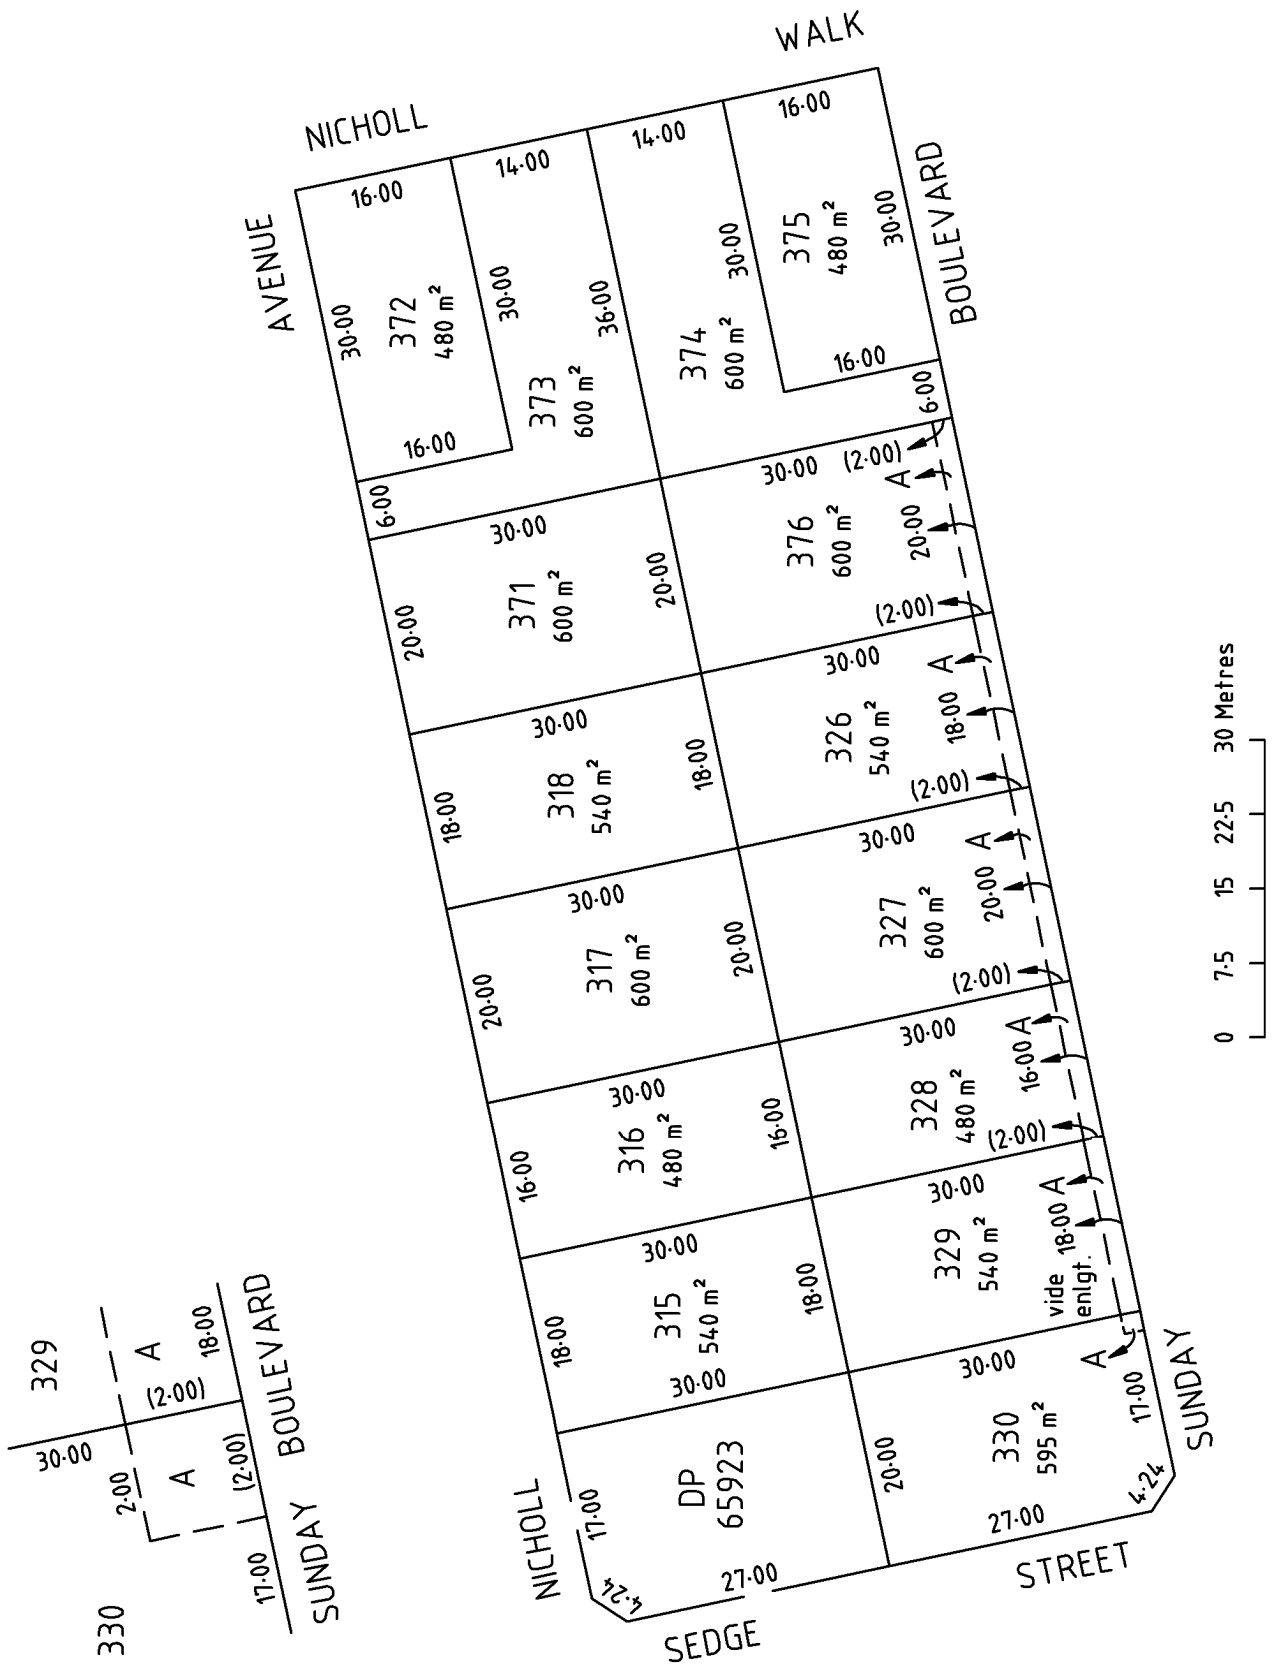 WALK
NICHOLL
AVENUE
BOULEVARD
16·00
14·00
14·00
16·00
30·00
372
480 m²
30·00
16·00
6·00
373
600 m²
36·00
374
600 m²
30·00
375
480 m²
30·00
16·00
6·00
30·00
371
600 m²
20·00
20·00
30·00
(2·00)
A
376
600 m²
20·00
(2·00)
30·00
318
540 m²
18·00
18·00
30·00
A
326
540 m²
18·00
(2·00)
30·00
317
600 m²
20·00
20·00
30·00
A
327
600 m²
20·00
(2·00)
30·00
316
480 m²
16·00
16·00
30·00
A
328
480 m²
16·00
(2·00)
30·00
315
540 m²
18·00
18·00
30·00
30·00
A
329
540 m²
18·00
vide
enlgt.
DP
65923
17·00
4·24
27·00
20·00
30·00
A
330
595 m²
17·00
4·24
27·00
NICHOLL
SEDGE
STREET
SUNDAY
329
A
18·00
(2·00)
30·00
2·00
A
(2·00)
17·00
330
SUNDAY BOULEVARD
0
7·5
15
22·5
30 Metres